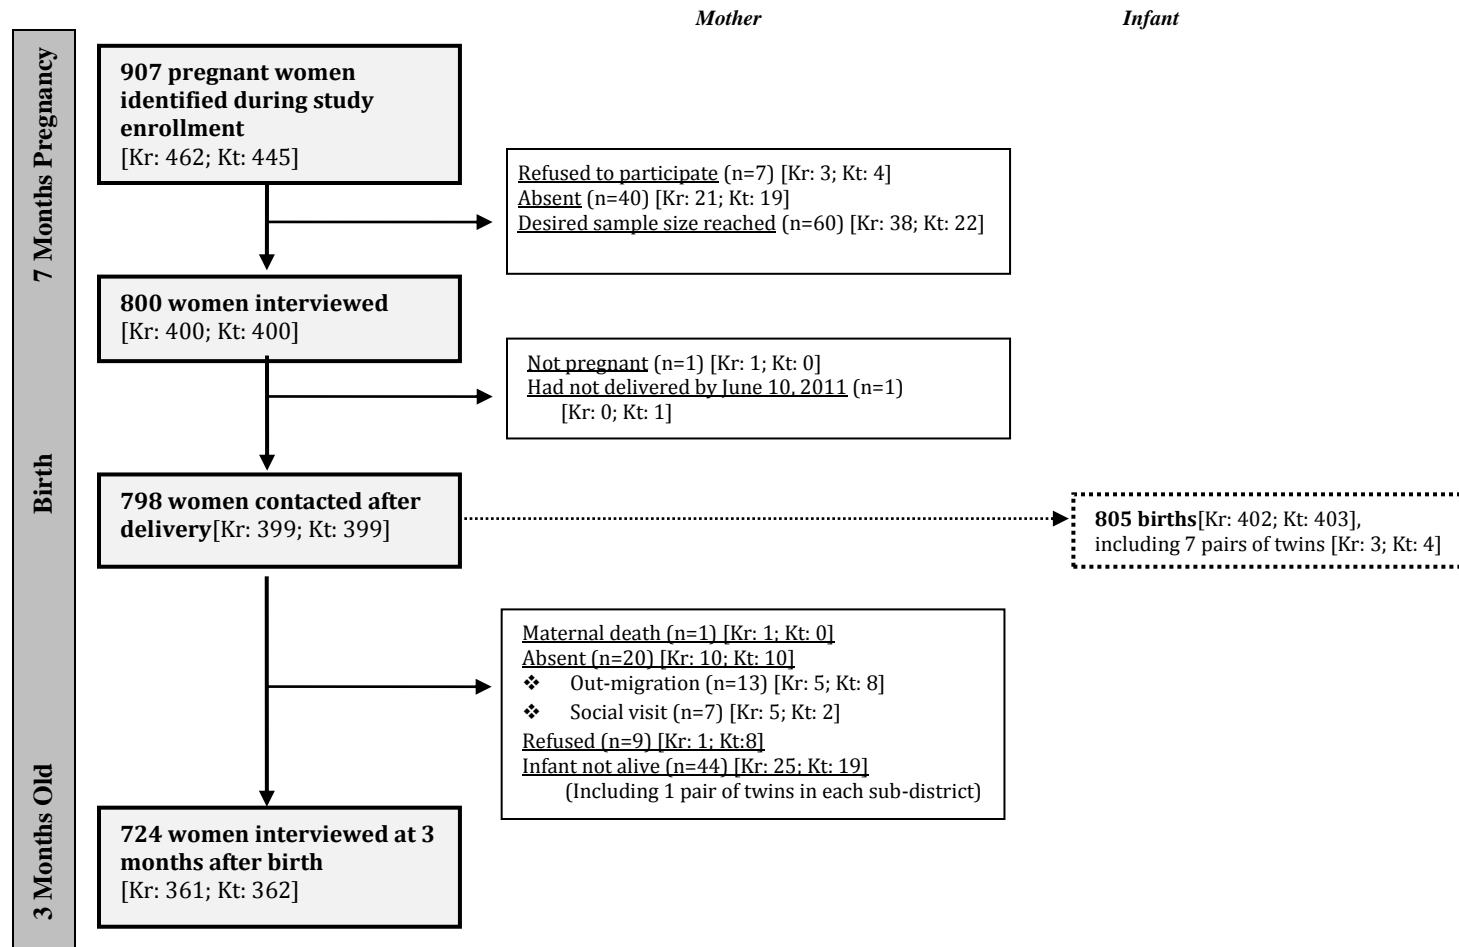 Mother
Infant
7 Months Pregnancy
907 pregnant women
identified during study
enrollment
[Kr: 462; Kt: 445]
Refused to participate (n=7) [Kr: 3; Kt: 4]
Absent (n=40) [Kr: 21; Kt: 19]
Desired sample size reached (n=60) [Kr: 38; Kt: 22]
800 women interviewed
[Kr: 400; Kt: 400]
Not pregnant (n=1) [Kr: 1; Kt: 0]
Had not delivered by June 10, 2011 (n=1)
[Kr: 0; Kt: 1]
Birth
798 women contacted after
delivery[Kr: 399; Kt: 399]
805 births[Kr: 402; Kt: 403],
including 7 pairs of twins [Kr: 3; Kt: 4]
Maternal death (n=1) [Kr: 1; Kt: 0]
Absent (n=20) [Kr: 10; Kt: 10]
❖ Out-migration (n=13) [Kr: 5; Kt: 8]
❖ Social visit (n=7) [Kr: 5; Kt: 2]
Refused (n=9) [Kr: 1; Kt:8]
Infant not alive (n=44) [Kr: 25; Kt: 19]
(Including 1 pair of twins in each sub-district)
3 Months Old
724 women interviewed at 3
months after birth
[Kr: 361; Kt: 362]